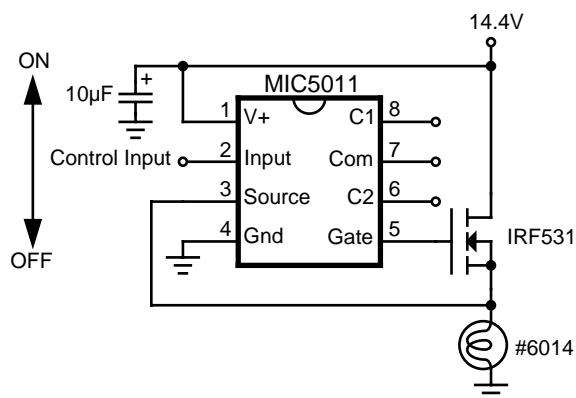 14.4V
ON
10µF
+
MIC5011
1 V+ C1 8
Control Input 2 Input Com 7
3 Source C2 6
4 Gnd Gate 5
IRF531
OFF
#6014